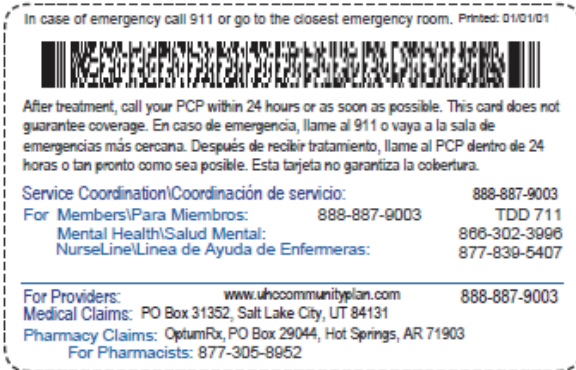 In case of emergency call 911 or go to the closest emergency room. Printed: 01/01/01
After treatment, call your PCP within 24 hours or as soon as possible. This card does not
guarantee coverage. En caso de emergencia, llame al 911 o vaya a la sala de
emergencias más cercana. Después de recibir tratamiento, llame al PCP dentro de 24
horas o tan pronto como sea posible. Esta tarjeta no garantiza la cobertura.
Service Coordination\Coordinación de servicio: 888-887-9003
For Members\Para Miembros: 888-887-9003 TDD 711
Mental Health\Salud Mental: 866-302-3996
NurseLine\Linea de Ayuda de Enfermeras: 877-839-5407
For Providers: www.uhccommunityplan.com 888-887-9003
Medical Claims: PO Box 31352, Salt Lake City, UT 84131
Pharmacy Claims: OptumRx, PO Box 29044, Hot Springs, AR 71903
For Pharmacists: 877-305-8952